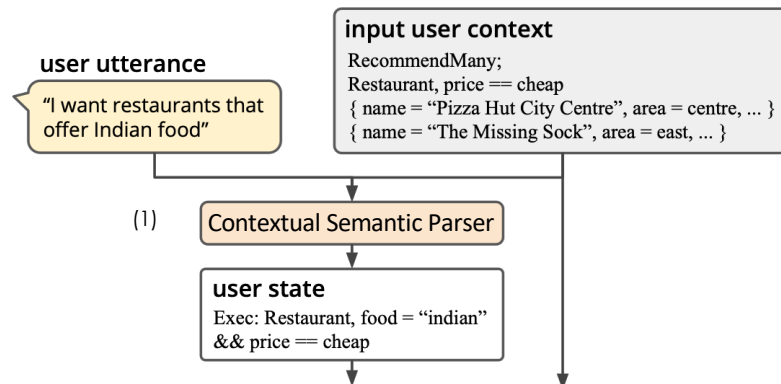 user utterance
“I want restaurants that
offer Indian food”
input user context
RecommendMany;
Restaurant, price == cheap
{ name = “Pizza Hut City Centre”, area = centre, ... }
{ name = “The Missing Sock”, area = east, ... }
(1)
Contextual Semantic Parser
user state
Exec: Restaurant, food = “indian”
&& price == cheap